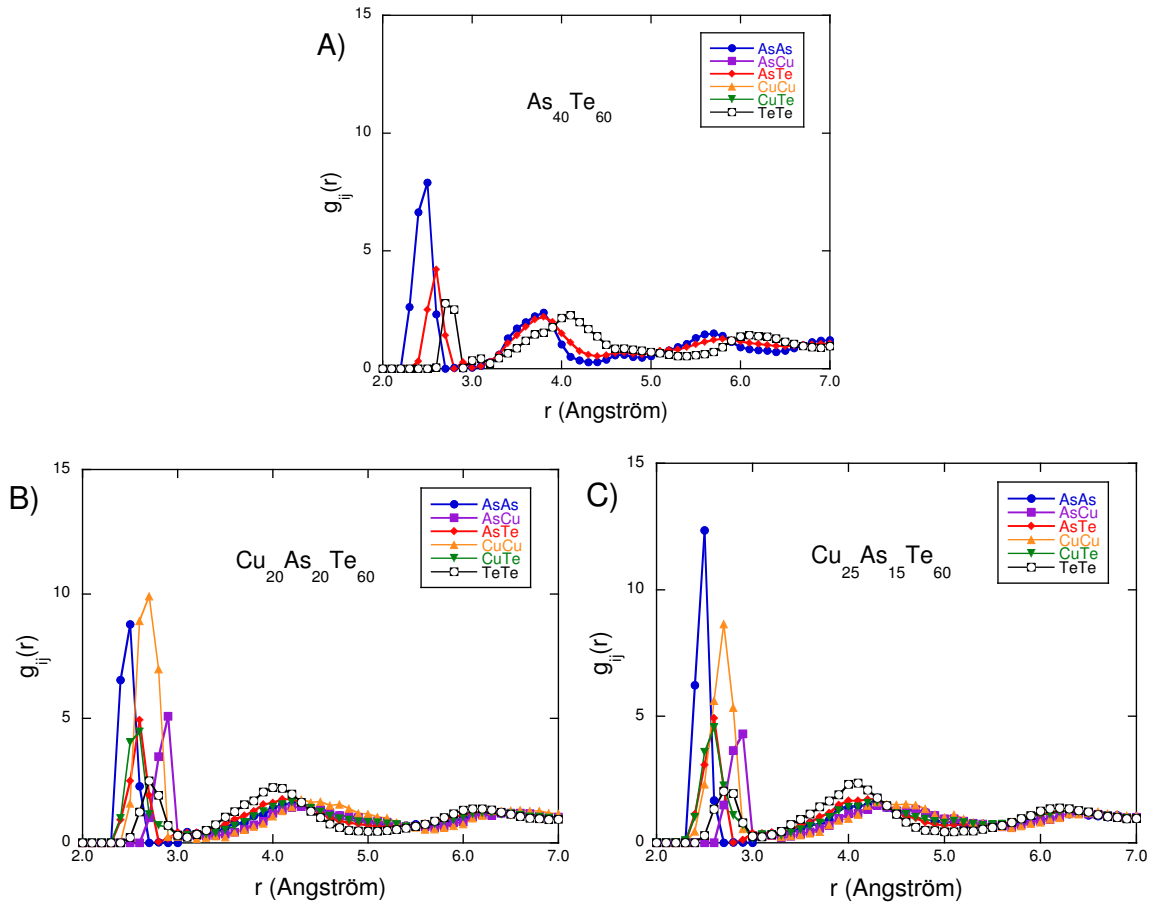 A)
15
10
5
0
g_ij(r)
As40Te60
AsAs
AsCu
AsTe
CuCu
CuTe
TeTe
2.0 3.0 4.0 5.0 6.0 7.0
r (Angström)
B)
15
10
5
0
g_ij(r)
Cu20As20Te60
AsAs
AsCu
AsTe
CuCu
CuTe
TeTe
2.0 3.0 4.0 5.0 6.0 7.0
r (Angström)
C)
15
10
5
0
g_ij(r)
Cu25As15Te60
AsAs
AsCu
AsTe
CuCu
CuTe
TeTe
2.0 3.0 4.0 5.0 6.0 7.0
r (Angström)